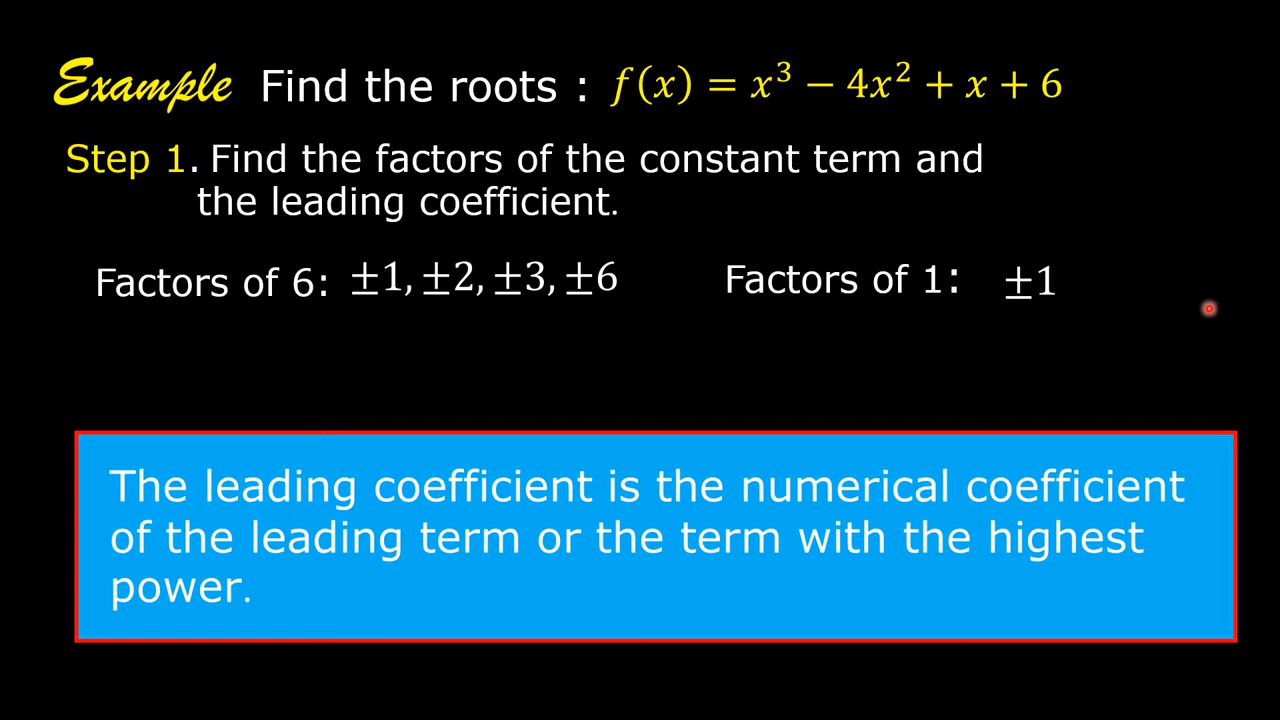 Example Find the roots : f(x) = x³ − 4x² + x + 6
Step 1. Find the factors of the constant term and
the leading coefficient.
Factors of 6: ±1, ±2, ±3, ±6 Factors of 1: ±1
The leading coefficient is the numerical coefficient
of the leading term or the term with the highest
power.